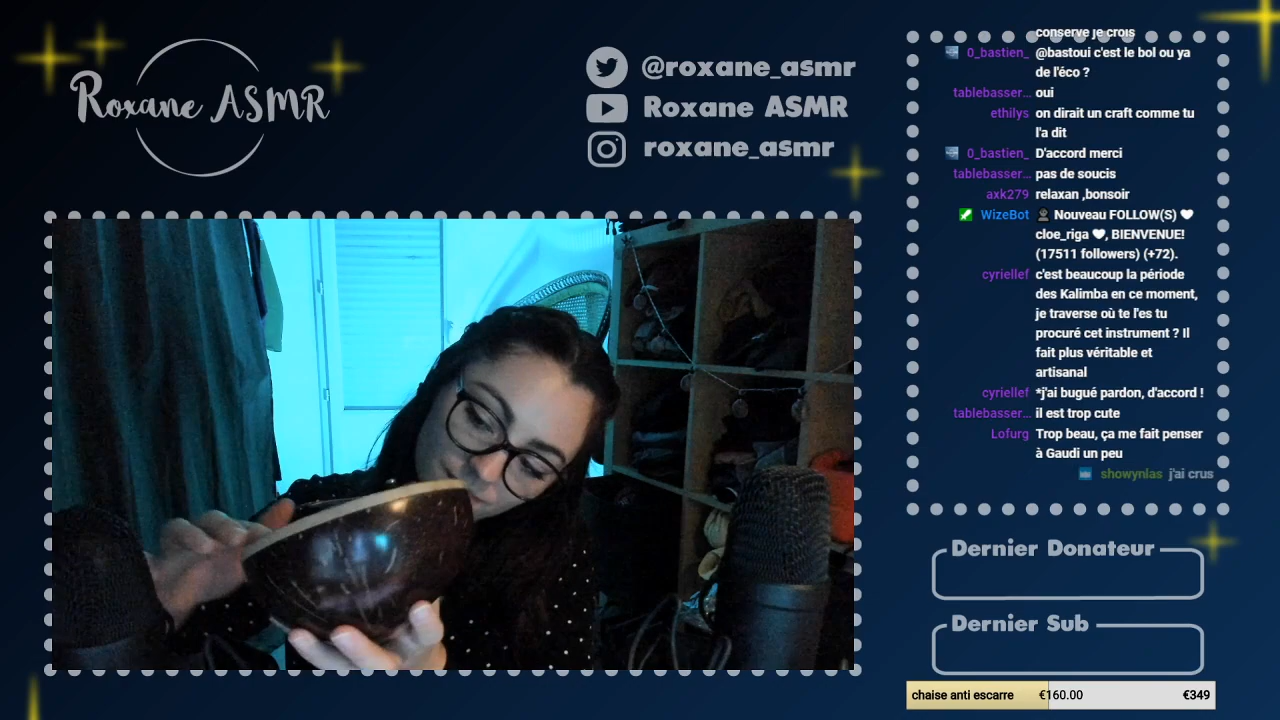 Roxane ASMR
@roxane_asmr
Roxane ASMR
roxane_asmr
conserve je crois
0_bastien_ @bastoui c'est le bol ou ya
de l'éco ?
tablebasser... oui
ethilys on dirait un craft comme tu
l'a dit
0_bastien_ D'accord merci
tablebasser... pas de soucis
axk279 relaxan ,bonsoir
WizeBot Nouveau FOLLOW(S)
cloe_riga , BIENVENUE!
(17511 followers) (+72).
cyriellef c'est beaucoup la période
des Kalimba en ce moment,
je traverse où te l'es tu
procuré cet instrument ? Il
fait plus véritable et
artisanal
cyriellef *j'ai bugué pardon, d'accord !
tablebasser... il est trop cute
Lofurg Trop beau, ça me fait penser
à Gaudi un peu
showynlas j'ai crus
Dernier Donateur
Dernier Sub
chaise anti escarre €160.00 €349